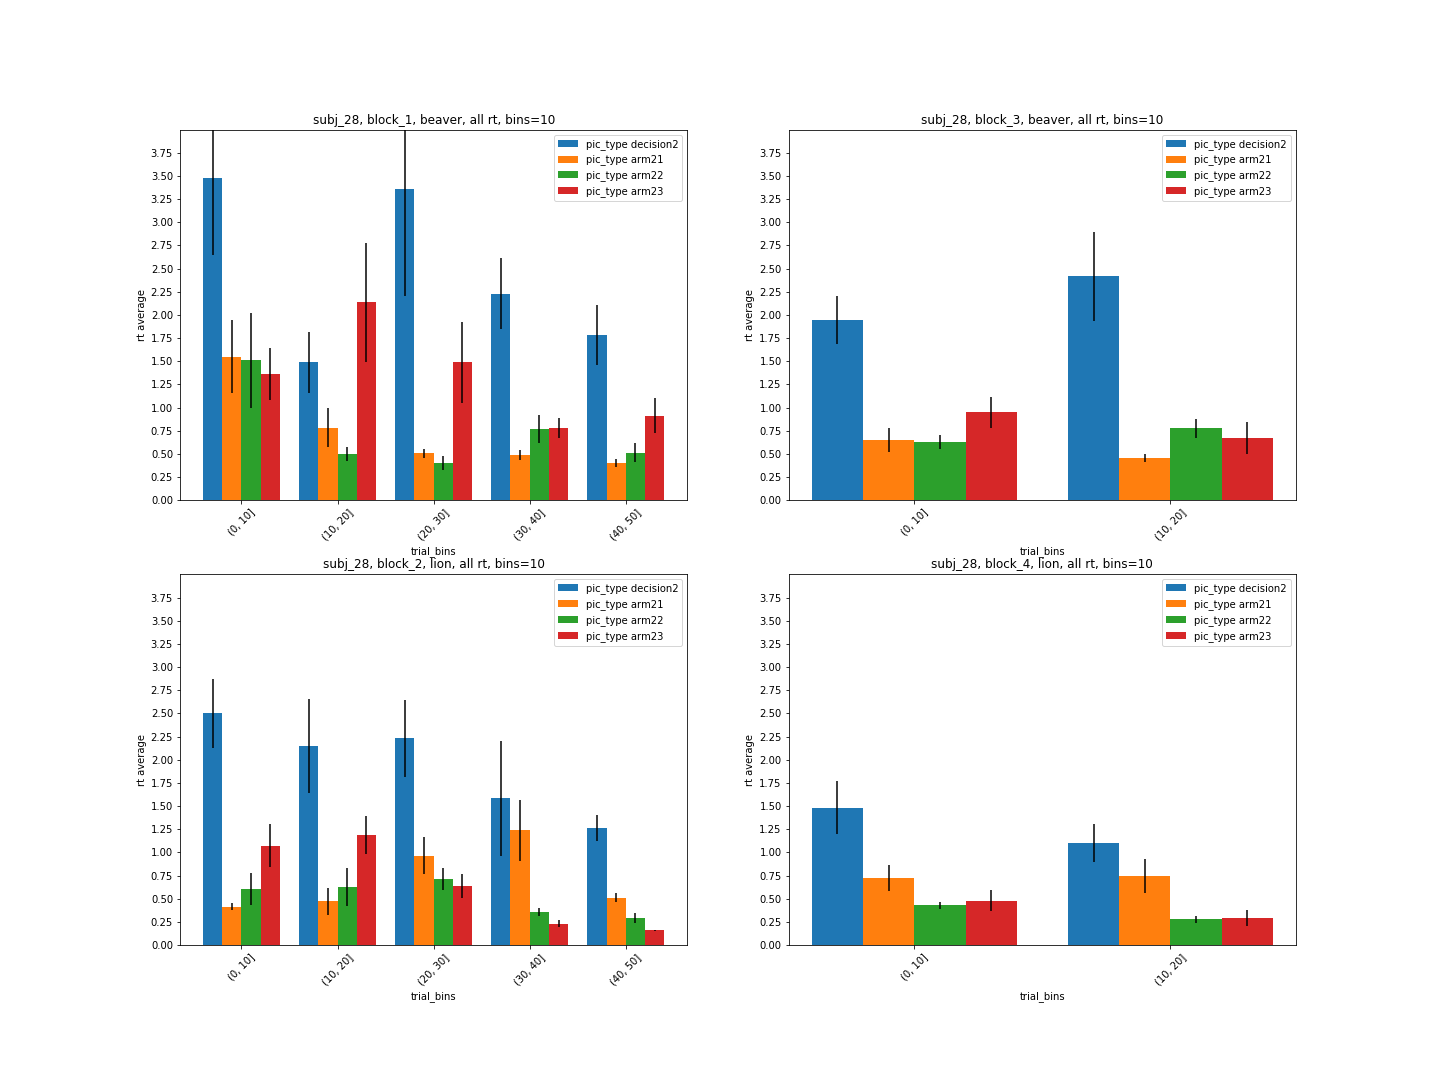 subj_28, block_1, beaver, all rt, bins=10
pic_type decision2
pic_type arm21
pic_type arm22
pic_type arm23
rt average
3.75
3.50
3.25
3.00
2.75
2.50
2.25
2.00
1.75
1.50
1.25
1.00
0.75
0.50
0.25
0.00
(0, 10]
(10, 20]
(20, 30]
(30, 40]
(40, 50]
trial_bins
subj_28, block_3, beaver, all rt, bins=10
pic_type decision2
pic_type arm21
pic_type arm22
pic_type arm23
rt average
3.75
3.50
3.25
3.00
2.75
2.50
2.25
2.00
1.75
1.50
1.25
1.00
0.75
0.50
0.25
0.00
(0, 10]
(10, 20]
trial_bins
subj_28, block_2, lion, all rt, bins=10
pic_type decision2
pic_type arm21
pic_type arm22
pic_type arm23
rt average
3.75
3.50
3.25
3.00
2.75
2.50
2.25
2.00
1.75
1.50
1.25
1.00
0.75
0.50
0.25
0.00
(0, 10]
(10, 20]
(20, 30]
(30, 40]
(40, 50]
trial_bins
subj_28, block_4, lion, all rt, bins=10
pic_type decision2
pic_type arm21
pic_type arm22
pic_type arm23
rt average
3.75
3.50
3.25
3.00
2.75
2.50
2.25
2.00
1.75
1.50
1.25
1.00
0.75
0.50
0.25
0.00
(0, 10]
(10, 20]
trial_bins